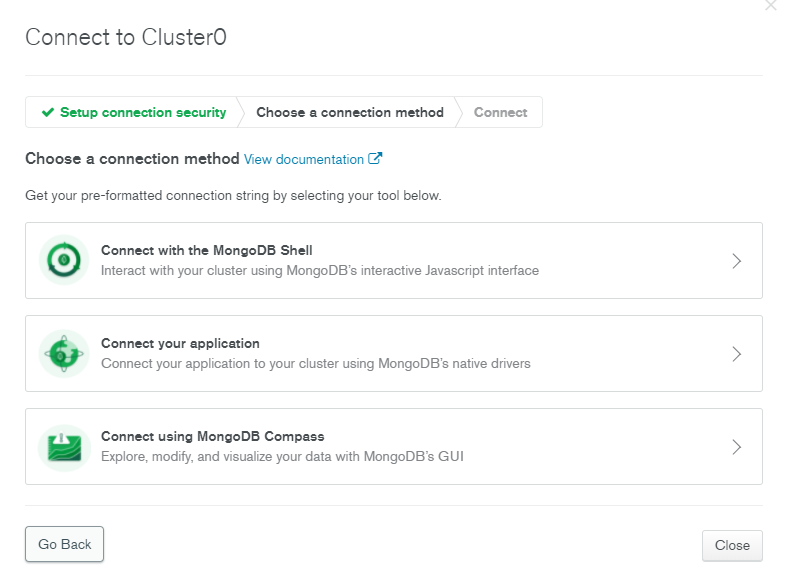 Connect to Cluster0
Setup connection security
Choose a connection method
Connect
Choose a connection method View documentation
Get your pre-formatted connection string by selecting your tool below.
Connect with the MongoDB Shell
Interact with your cluster using MongoDB's interactive Javascript interface
Connect your application
Connect your application to your cluster using MongoDB's native drivers
Connect using MongoDB Compass
Explore, modify, and visualize your data with MongoDB's GUI
Go Back
Close